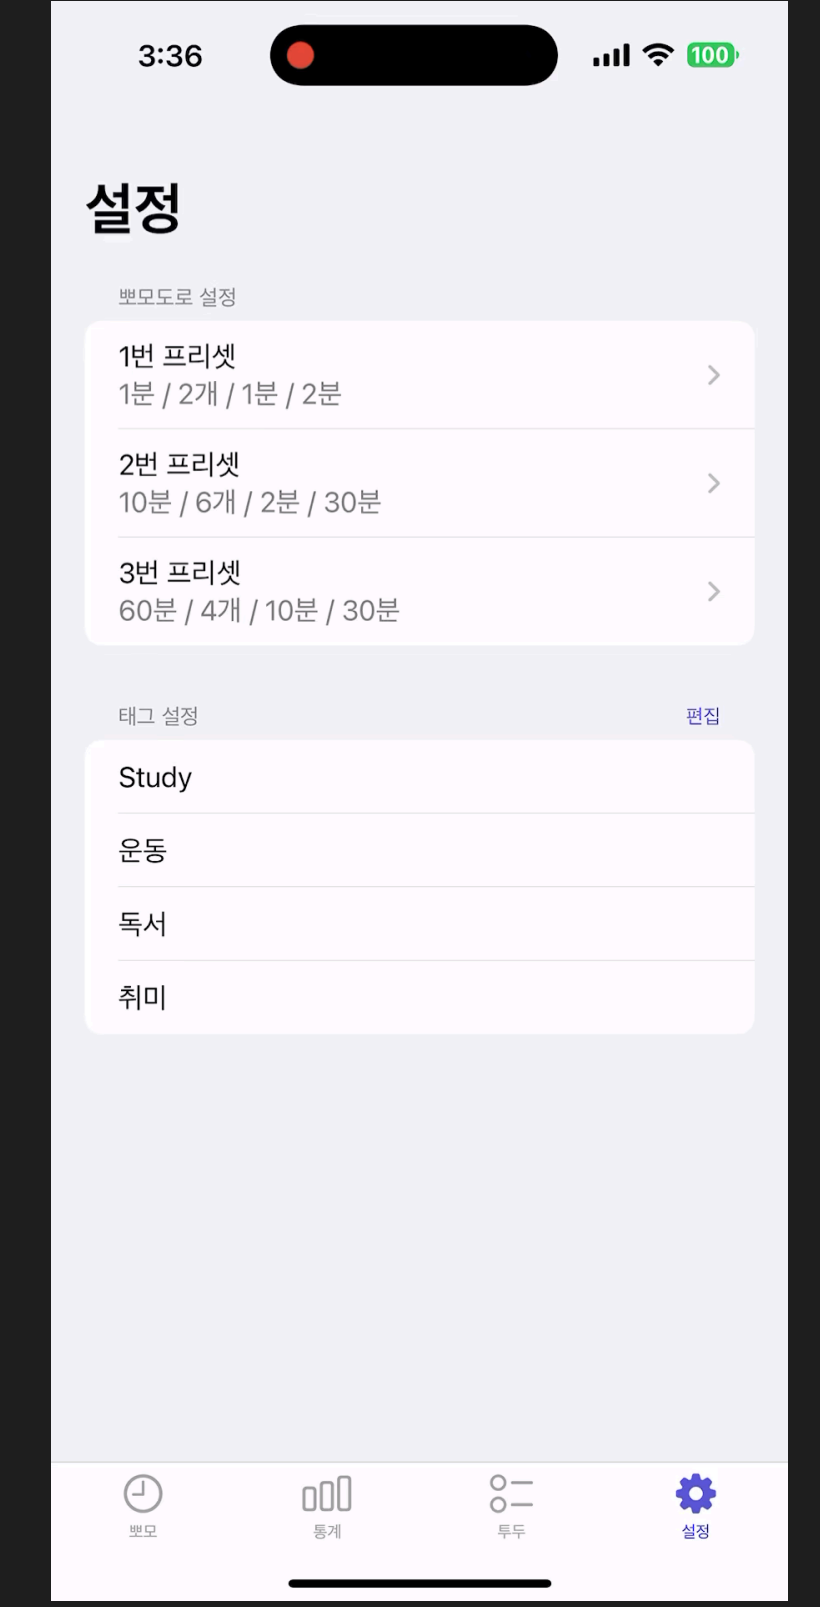 3:36
100
설정
뽀모도로 설정
1번 프리셋
1분 / 2개 / 1분 / 2분
2번 프리셋
10분 / 6개 / 2분 / 30분
3번 프리셋
60분 / 4개 / 10분 / 30분
태그 설정 편집
Study
운동
독서
취미
뽀모 통계 투두 설정